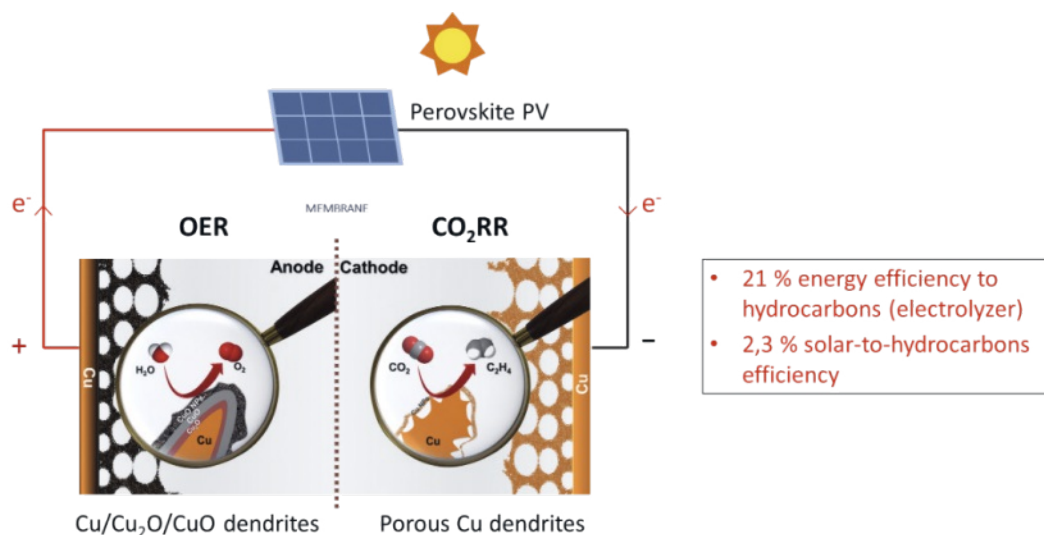 Perovskite PV
e-
e-
MEMBRANE
OER
CO2RR
Anode
Cathode
+
−
Cu
H2O
O2
Cu
CO2
C2H4
Cu
Cu
Cu/Cu2O/CuO dendrites
Porous Cu dendrites
• 21 % energy efficiency to
hydrocarbons (electrolyzer)
• 2,3 % solar-to-hydrocarbons
efficiency